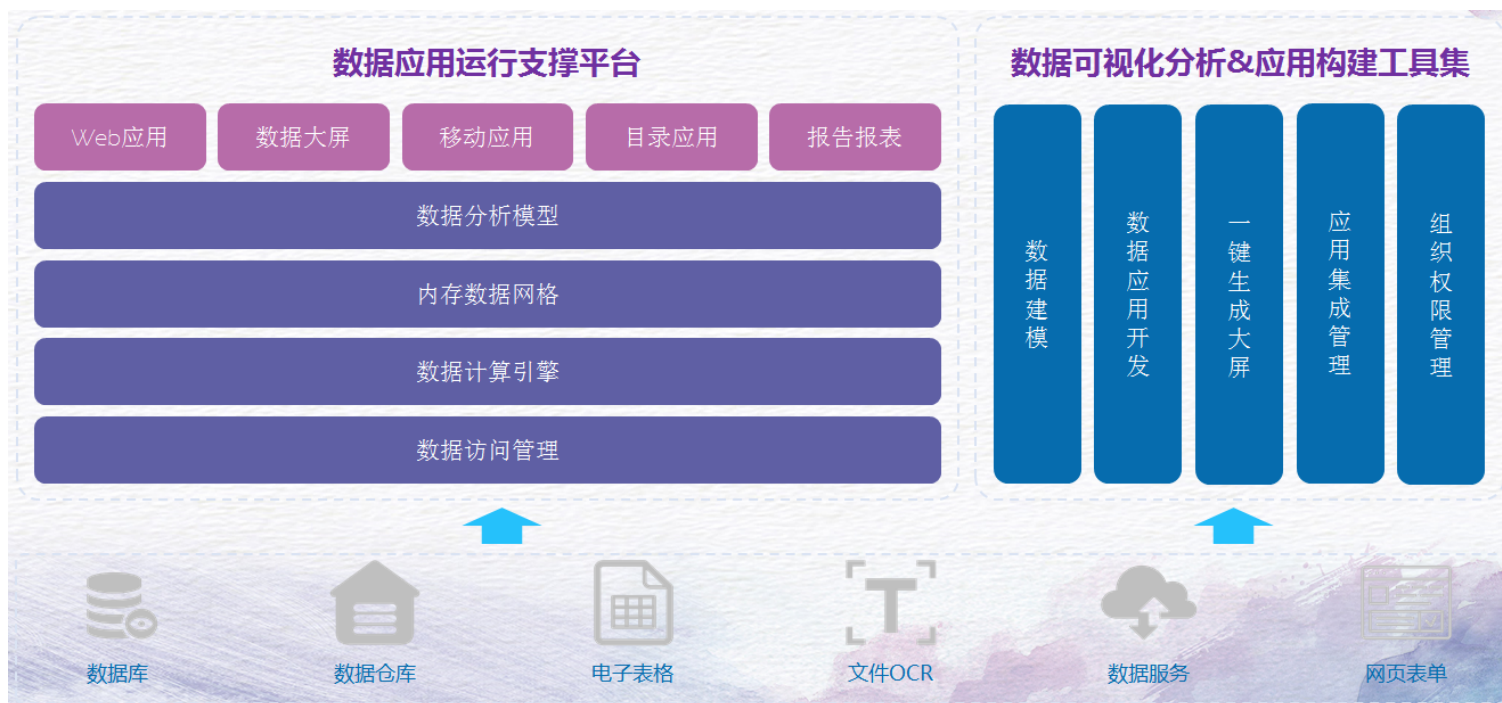 数据应用运行支撑平台
Web应用
数据大屏
移动应用
目录应用
报告报表
数据分析模型
内存数据网格
数据计算引擎
数据访问管理
数据可视化分析&应用构建工具集
数据建模
数据应用开发
一键生成大屏
应用集成管理
组织权限管理
数据库
数据仓库
电子表格
文件OCR
数据服务
网页表单